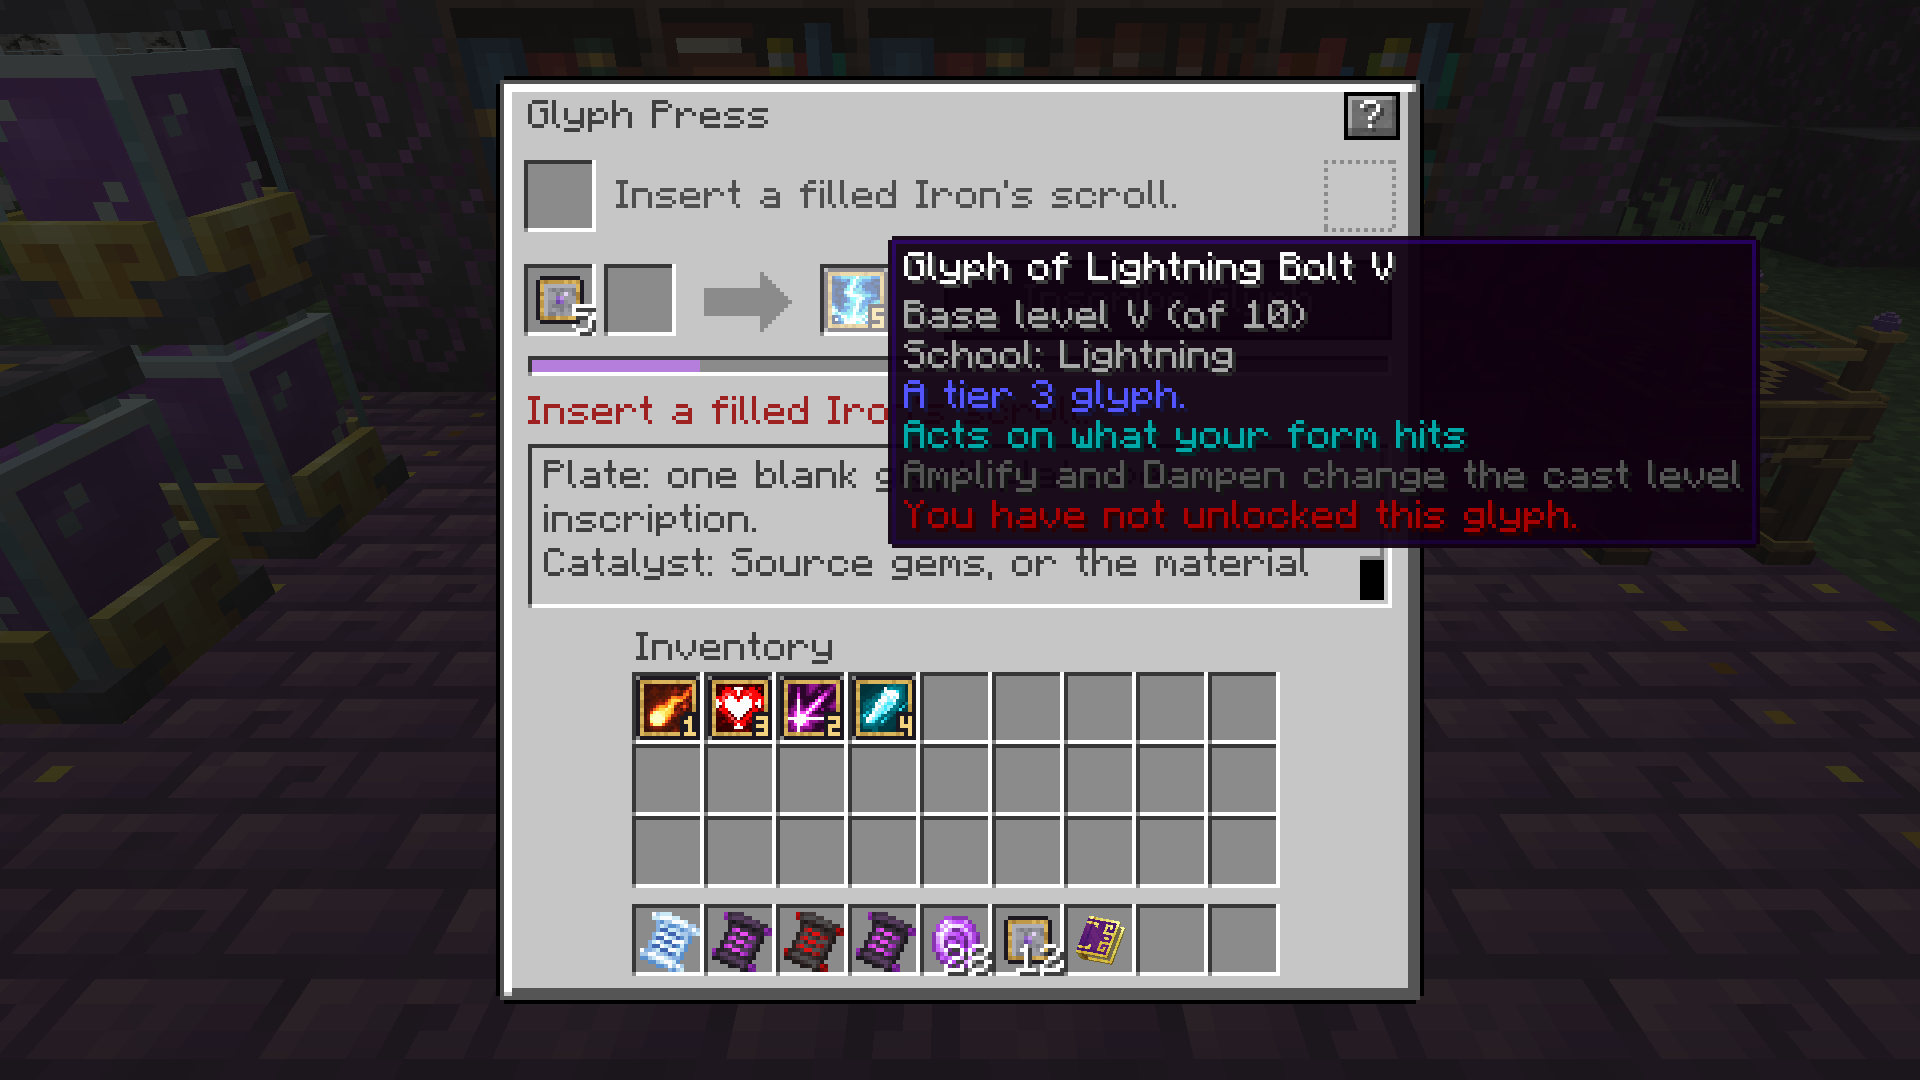 Glyph Press
?
Insert a filled Iron's scroll.
5
5
Glyph of Lightning Bolt V
Base level V (of 10)
School: Lightning
A tier 3 glyph.
Acts on what your form hits
Amplify and Dampen change the cast level
You have not unlocked this glyph.
Insert a filled Iro
Plate: one blank g
inscription.
Catalyst: Source gems, or the material
Inventory
1 3 2 4
12